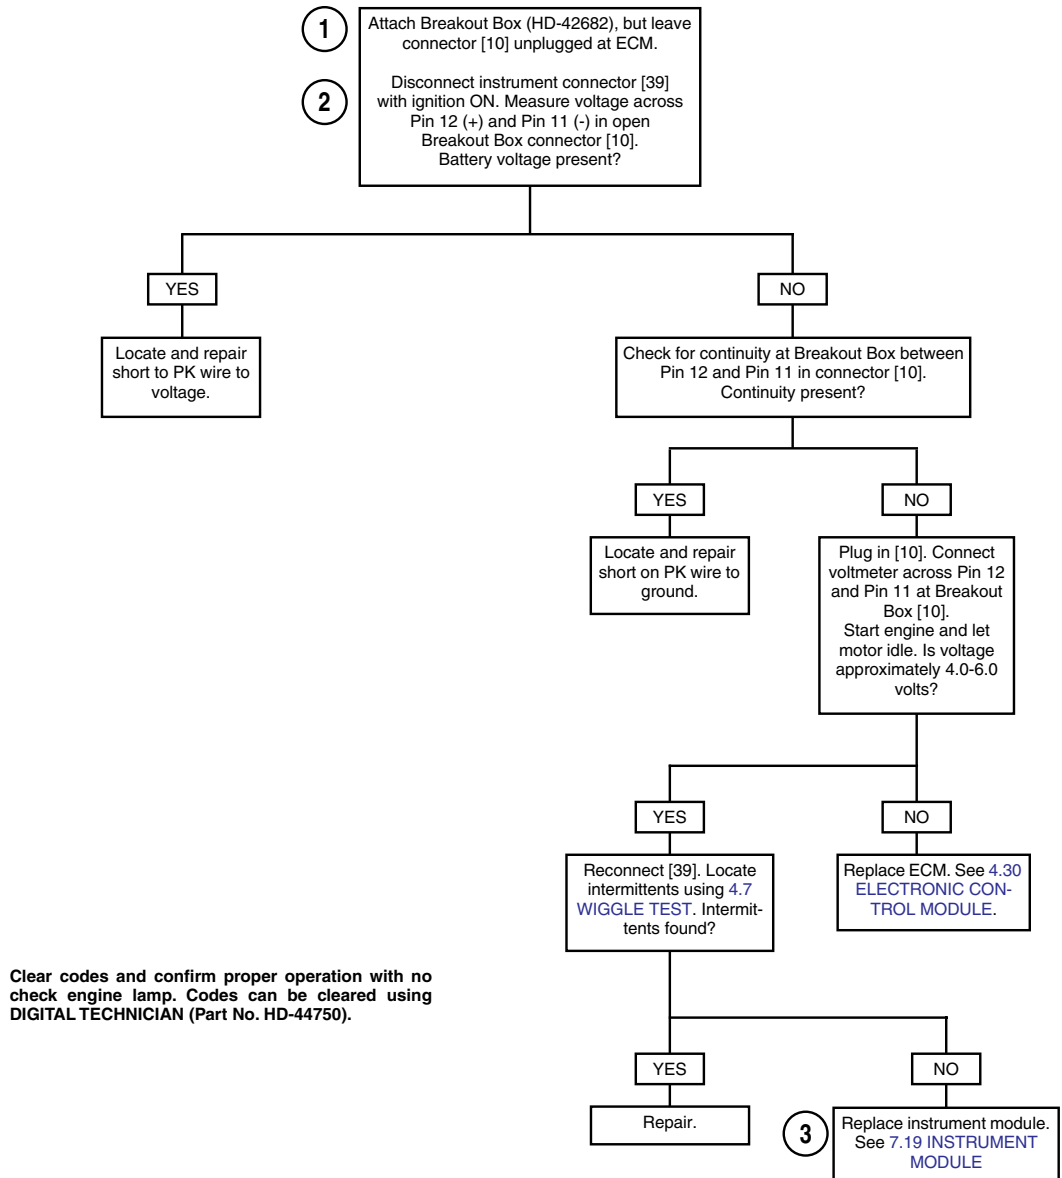 1
Attach Breakout Box (HD-42682), but leave
connector [10] unplugged at ECM.
2
Disconnect instrument connector [39]
with ignition ON. Measure voltage across
Pin 12 (+) and Pin 11 (-) in open
Breakout Box connector [10].
Battery voltage present?
YES
NO
Locate and repair
short to PK wire to
voltage.
Check for continuity at Breakout Box between
Pin 12 and Pin 11 in connector [10].
Continuity present?
YES
NO
Locate and repair
short on PK wire to
ground.
Plug in [10]. Connect
voltmeter across Pin 12
and Pin 11 at Breakout
Box [10].
Start engine and let
motor idle. Is voltage
approximately 4.0-6.0
volts?
YES
NO
Reconnect [39]. Locate
intermittents using 4.7
WIGGLE TEST. Intermit-
tents found?
Replace ECM. See 4.30
ELECTRONIC CON-
TROL MODULE.
Clear codes and confirm proper operation with no
check engine lamp. Codes can be cleared using
DIGITAL TECHNICIAN (Part No. HD-44750).
YES
NO
Repair.
3
Replace instrument module.
See 7.19 INSTRUMENT
MODULE